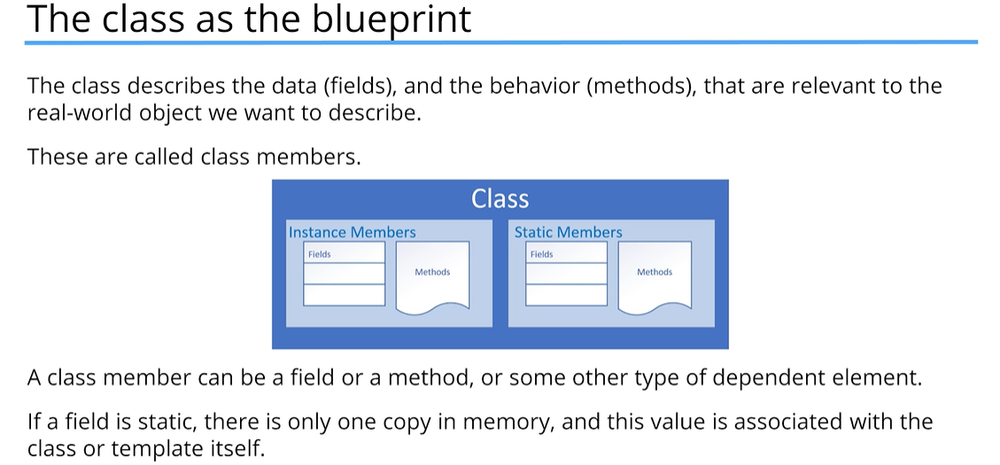 The class as the blueprint
The class describes the data (fields), and the behavior (methods), that are relevant to the
real-world object we want to describe.
These are called class members.
Class
Instance Members
Fields
Methods
Static Members
Fields
Methods
A class member can be a field or a method, or some other type of dependent element.
If a field is static, there is only one copy in memory, and this value is associated with the
class or template itself.